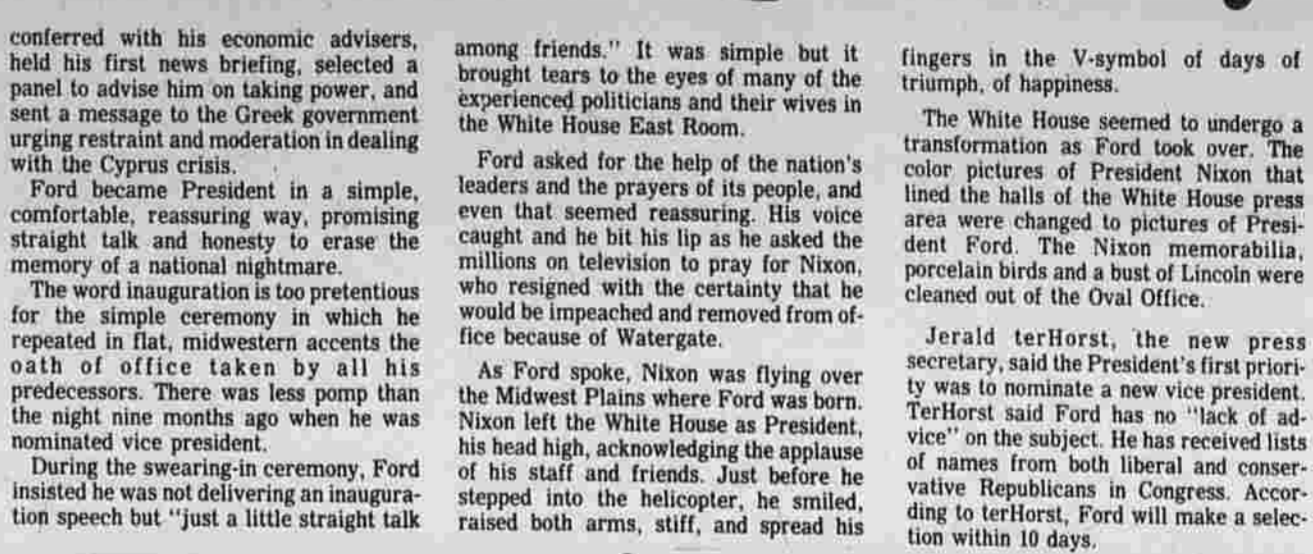 conferred with his economic advisers,
held his first news briefing, selected a
panel to advise him on taking power, and
sent a message to the Greek government
urging restraint and moderation in dealing
with the Cyprus crisis.
Ford became President in a simple,
comfortable, reassuring way, promising
straight talk and honesty to erase the
memory of a national nightmare.
The word inauguration is too pretentious
for the simple ceremony in which he
repeated in flat, midwestern accents the
oath of office taken by all his
predecessors. There was less pomp than
the night nine months ago when he was
nominated vice president.
During the swearing-in ceremony, Ford
insisted he was not delivering an inaugura-
tion speech but "just a little straight talk
among friends." It was simple but it
brought tears to the eyes of many of the
experienced politicians and their wives in
the White House East Room.
Ford asked for the help of the nation's
leaders and the prayers of its people, and
even that seemed reassuring. His voice
caught and he bit his lip as he asked the
millions on television to pray for Nixon,
who resigned with the certainty that he
would be impeached and removed from of-
fice because of Watergate.
As Ford spoke, Nixon was flying over
the Midwest Plains where Ford was born.
Nixon left the White House as President,
his head high, acknowledging the applause
of his staff and friends. Just before he
stepped into the helicopter, he smiled,
raised both arms, stiff, and spread his
fingers in the V-symbol of days of
triumph, of happiness.
The White House seemed to undergo a
transformation as Ford took over. The
color pictures of President Nixon that
lined the halls of the White House press
area were changed to pictures of Presi-
dent Ford. The Nixon memorabilia,
porcelain birds and a bust of Lincoln were
cleaned out of the Oval Office.
Jerald terHorst, the new press
secretary, said the President's first priori-
ty was to nominate a new vice president.
TerHorst said Ford has no "lack of ad-
vice" on the subject. He has received lists
of names from both liberal and conser-
vative Republicans in Congress. Accor-
ding to terHorst, Ford will make a selec-
tion within 10 days.